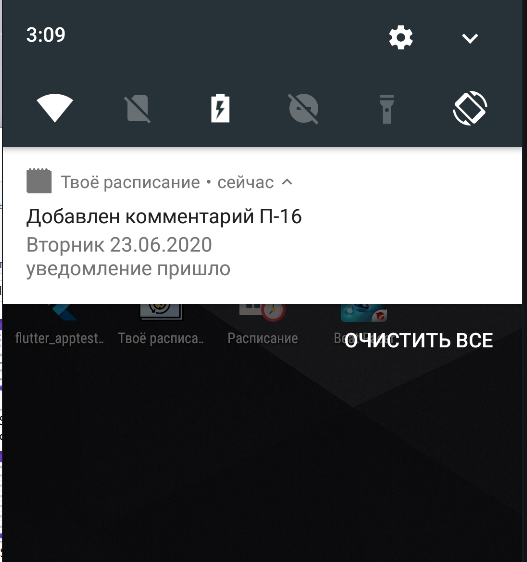 3:09
Твоё расписание • сейчас
Добавлен комментарий П-16
Вторник 23.06.2020
уведомление пришло
flutter_apptest.. Твоё расписа.. Расписание
ОЧИСТИТЬ ВСЕ